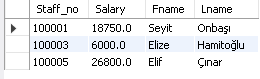 Staff_no Salary Fname Lname
100001 18750.0 Seyit Onbaşı
100003 6000.0 Elize Hamitoğlu
100005 26800.0 Elif Çınar